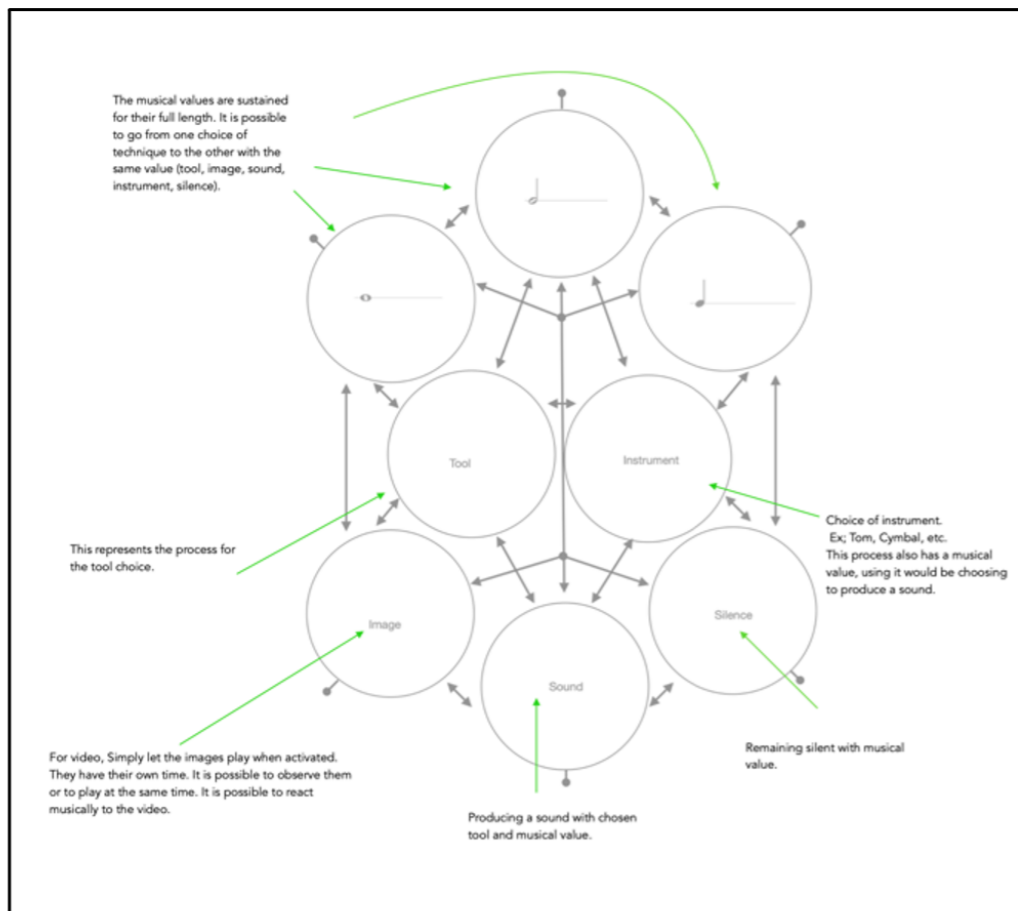 The musical values are sustained
for their full length. It is possible
to go from one choice of
technique to the other with the
same value (tool, image, sound,
instrument, silence).
Tool
Instrument
Choice of instrument.
Ex; Tom, Cymbal, etc.
This process also has a musical
value, using it would be choosing
to produce a sound.
This represents the process for
the tool choice.
Image
Silence
Sound
For video, Simply let the images play when activated.
They have their own time. It is possible to observe them
or to play at the same time. It is possible to react
musically to the video.
Remaining silent with musical
value.
Producing a sound with chosen
tool and musical value.